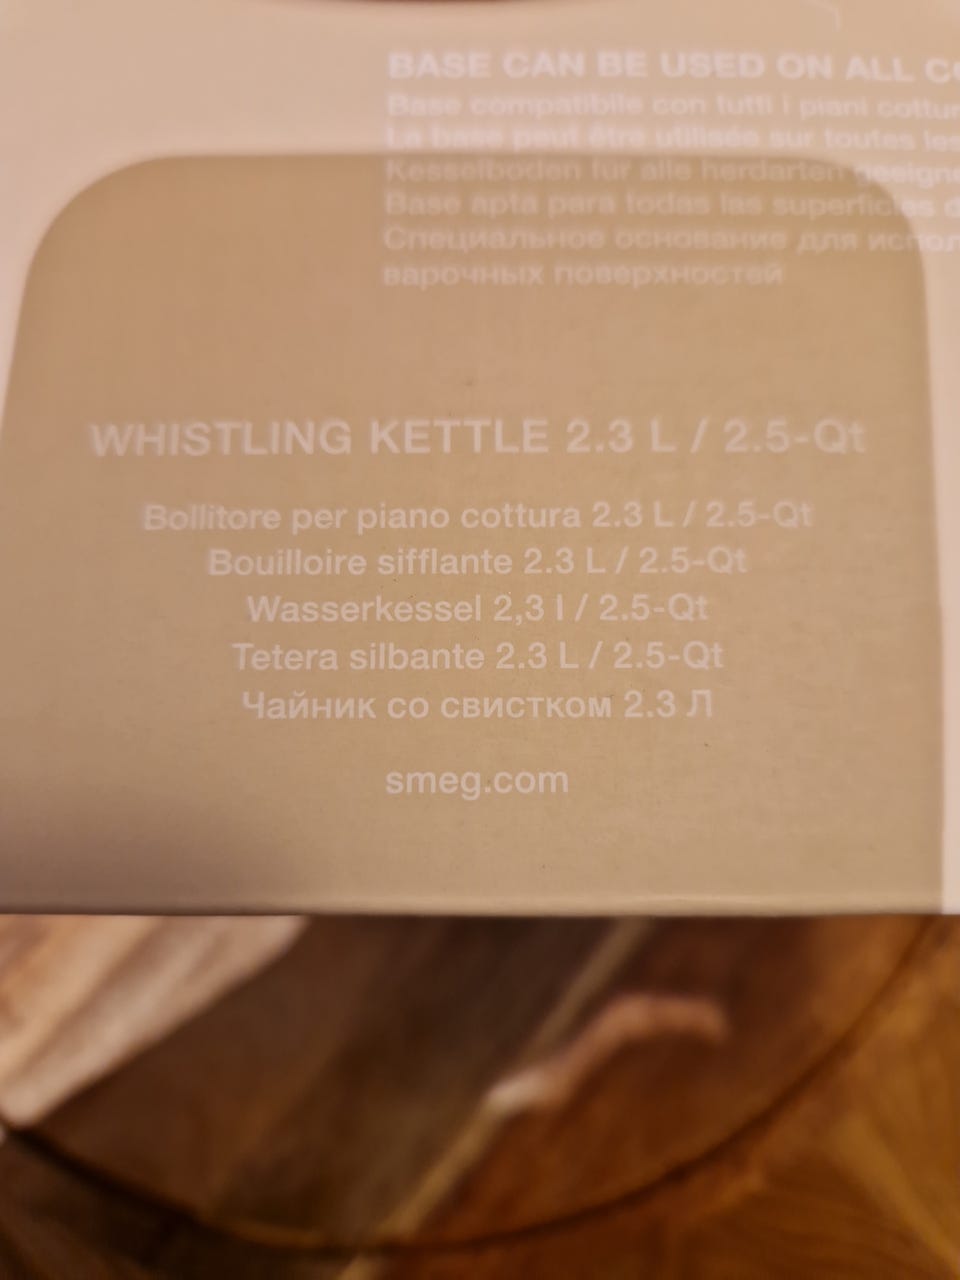 BASE CAN BE USED ON ALL
Base compatibile con tutti i piani
La base peut être utilisée sur toutes les
Kesselboden für alle herdarten
Base apta para todas las superficies
Специальное основание для
варочных поверхностей
WHISTLING KETTLE 2.3 L / 2.5-Qt
Bollitore per piano cottura 2.3 L / 2.5-Qt
Bouilloire sifflante 2.3 L / 2.5-Qt
Wasserkessel 2,3 l / 2.5-Qt
Tetera silbante 2.3 L / 2.5-Qt
Чайник со свистком 2.3 Л
smeg.com